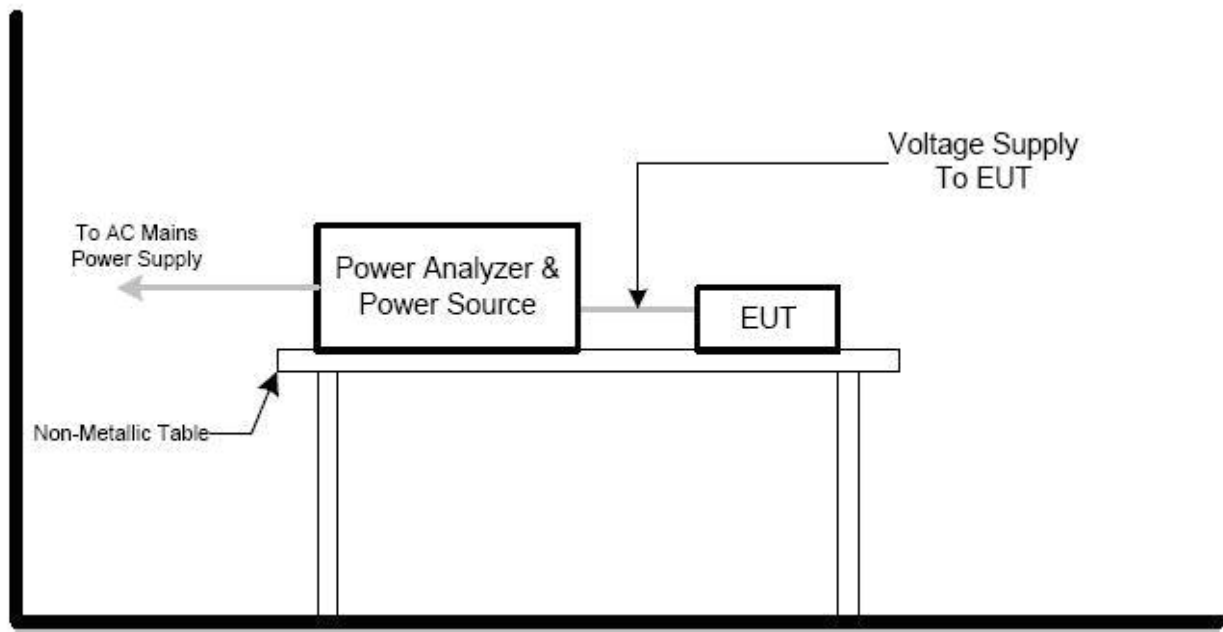 Voltage Supply
To EUT
To AC Mains
Power Supply
Power Analyzer &
Power Source
EUT
Non-Metallic Table